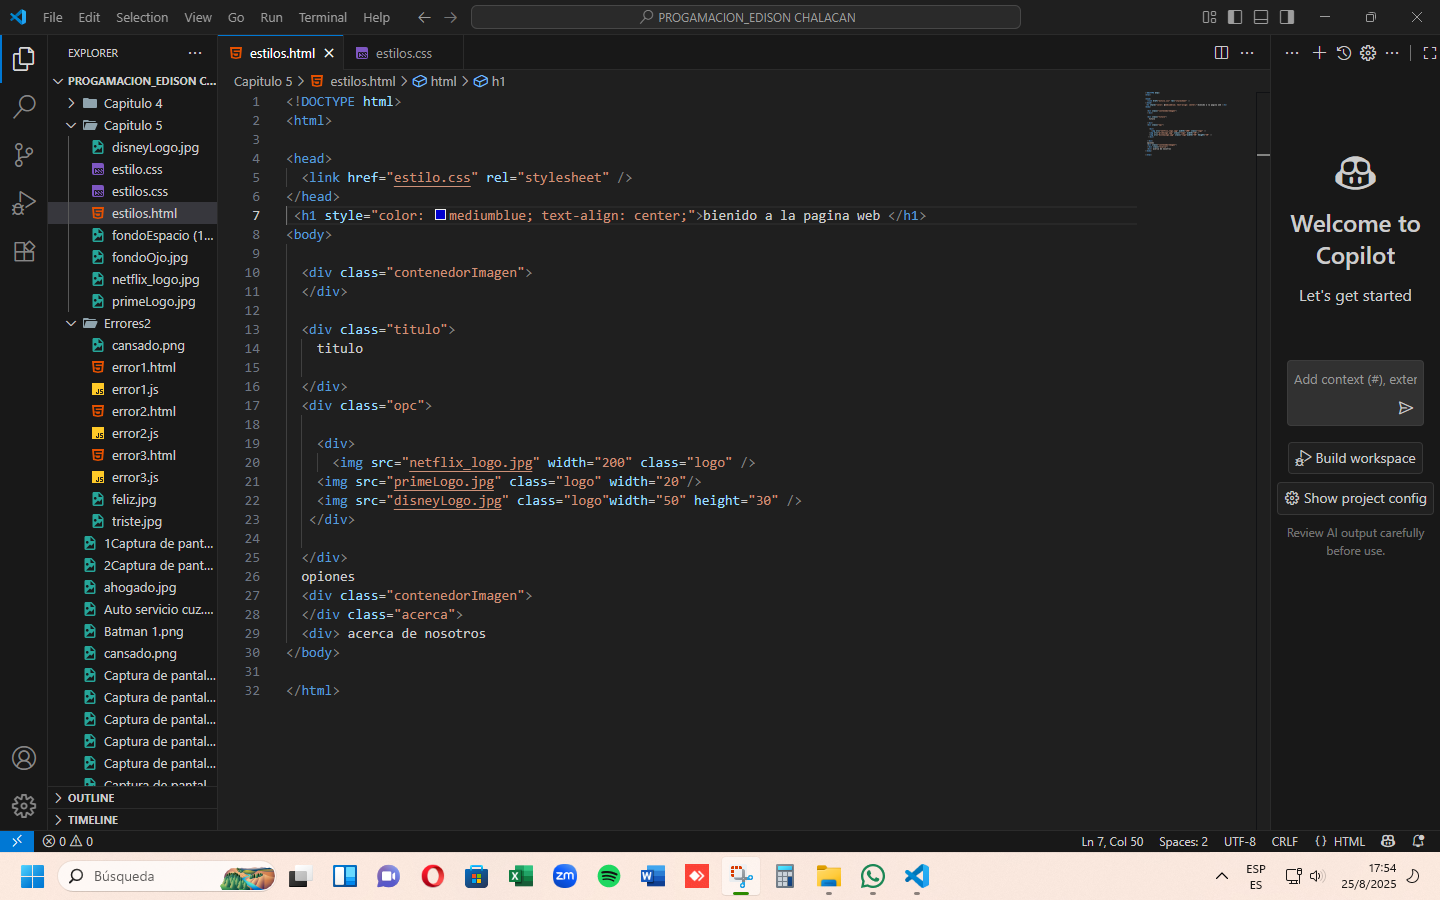 File Edit Selection View Go Run Terminal Help
PROGAMACION_EDISON CHALACAN
EXPLORER
PROGAMACION_EDISON C...
Capitulo 4
Capitulo 5
disneyLogo.jpg
estilo.css
estilos.css
estilos.html
fondoEspacio (1...
fondoOjo.jpg
netflix_logo.jpg
primeLogo.jpg
Errores2
cansado.png
error1.html
error1.js
error2.html
error2.js
error3.html
error3.js
feliz.jpg
triste.jpg
1Captura de pant...
2Captura de pant...
ahogado.jpg
Auto servicio cuz....
Batman 1.png
cansado.png
Captura de pantal...
Captura de pantal...
Captura de pantal...
Captura de pantal...
Captura de pantal...
Captura de pantal...
OUTLINE
TIMELINE
estilos.html estilos.css
Capitulo 5 > estilos.html > html > h1
1 <!DOCTYPE html>
2 <html>
3
4 <head>
5 <link href="estilo.css" rel="stylesheet" />
6 </head>
7 <h1 style="color: mediumblue; text-align: center;">bienido a la pagina web </h1>
8 <body>
9
10 <div class="contenedorImagen">
11 </div>
12
13 <div class="titulo">
14 titulo
15
16 </div>
17 <div class="opc">
18
19 <div>
20 <img src="netflix_logo.jpg" width="200" class="logo" />
21 <img src="primeLogo.jpg" class="logo" width="20"/>
22 <img src="disneyLogo.jpg" class="logo"width="50" height="30" />
23 </div>
24
25 </div>
26 opiones
27 <div class="contenedorImagen">
28 </div class="acerca">
29 <div> acerca de nosotros
30 </body>
31
32 </html>
Welcome to
Copilot
Let's get started
Add context (#), exter
Build workspace
Show project config
Review AI output carefully
before use.
0 0
Ln 7, Col 50 Spaces: 2 UTF-8 CRLF {} HTML
Búsqueda
ESP
ES
17:54
25/8/2025